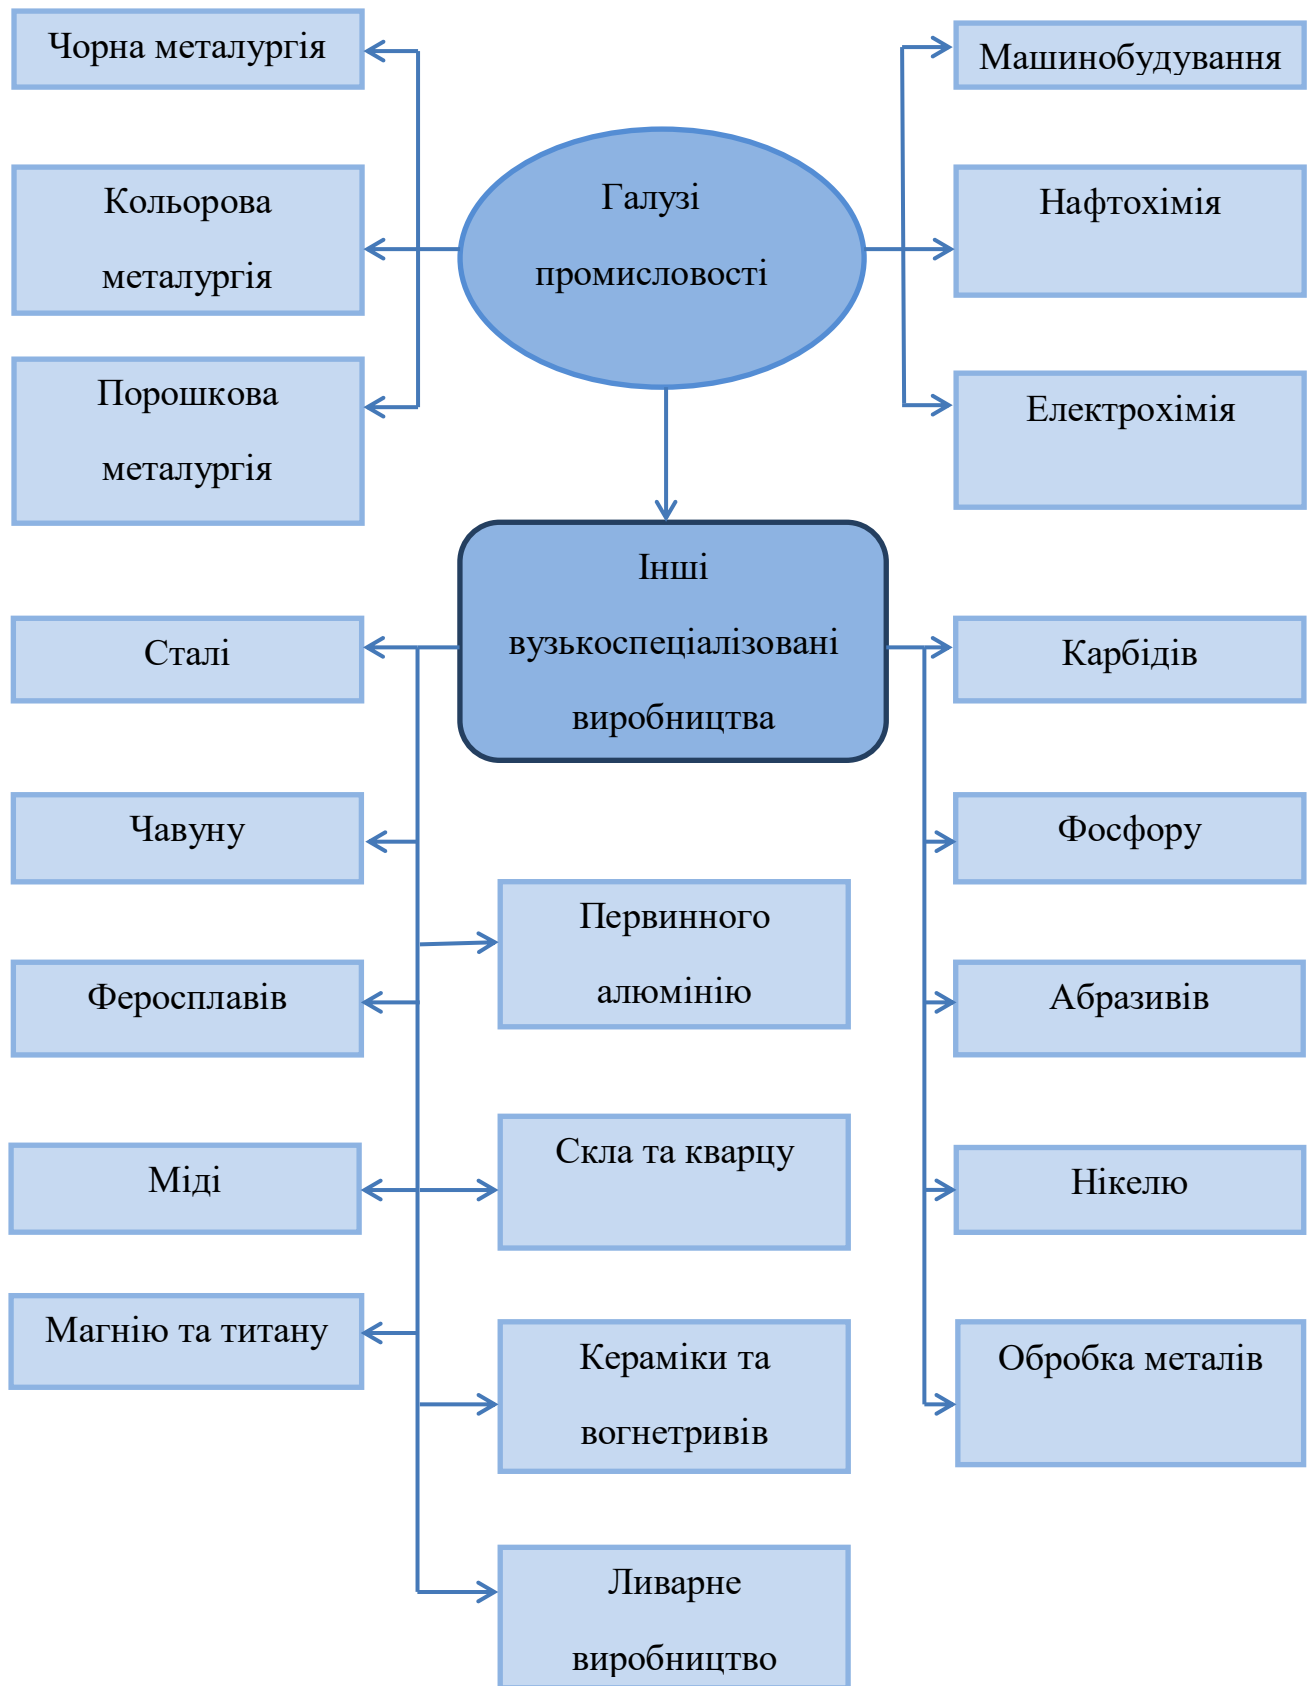 Чорна металургія
Машинобудування
Галузі
промисловості
Кольорова
металургія
Нафтохімія
Порошкова
металургія
Електрохімія
Інші
вузькоспеціалізовані
виробництва
Сталі
Карбідів
Чавуну
Фосфору
Первинного
алюмінію
Феросплавів
Абразивів
Міді
Скла та кварцу
Нікелю
Магнію та титану
Кераміки та
вогнетривів
Обробка металів
Ливарне
виробництво